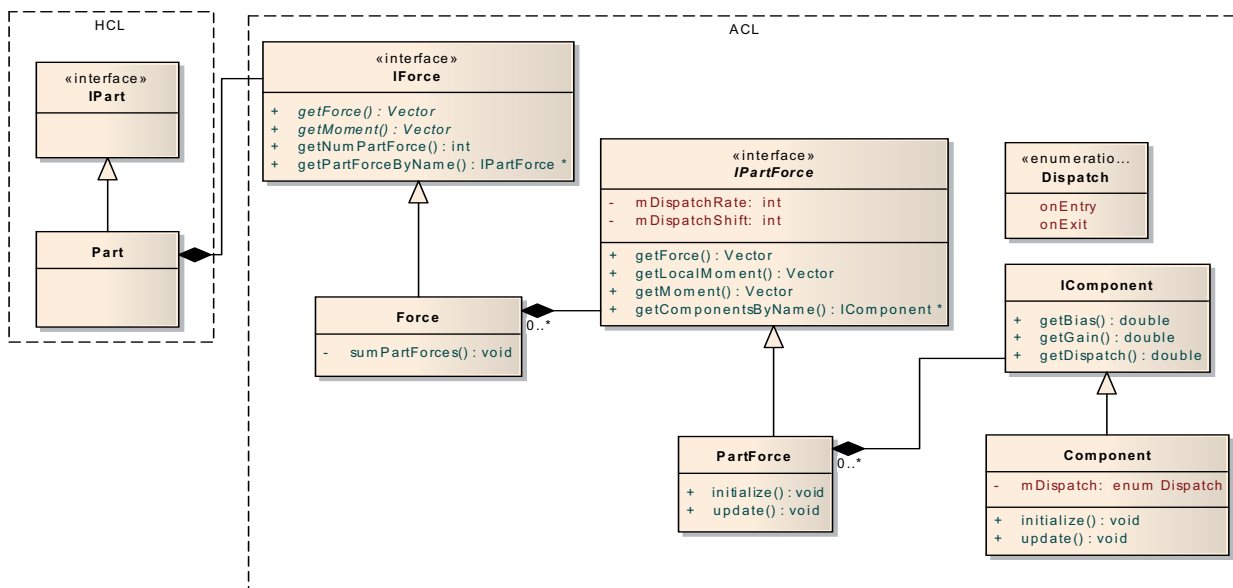 HCL
«interface»
IPart
Part
ACL
«interface»
IForce
+ getForce() : Vector
+ getMoment() : Vector
+ getNumPartForce() : int
+ getPartForceByName() : IPartForce *
Force
- sumPartForces() : void
0..*
«interface»
IPartForce
- mDispatchRate: int
- mDispatchShift: int
+ getForce() : Vector
+ getLocalMoment() : Vector
+ getMoment() : Vector
+ getComponentsByName() : IComponent *
PartForce
+ initialize() : void
+ update() : void
0..*
«enumeratio...
Dispatch
onEntry
onExit
IComponent
+ getBias() : double
+ getGain() : double
+ getDispatch() : double
Component
- mDispatch: enum Dispatch
+ initialize() : void
+ update() : void